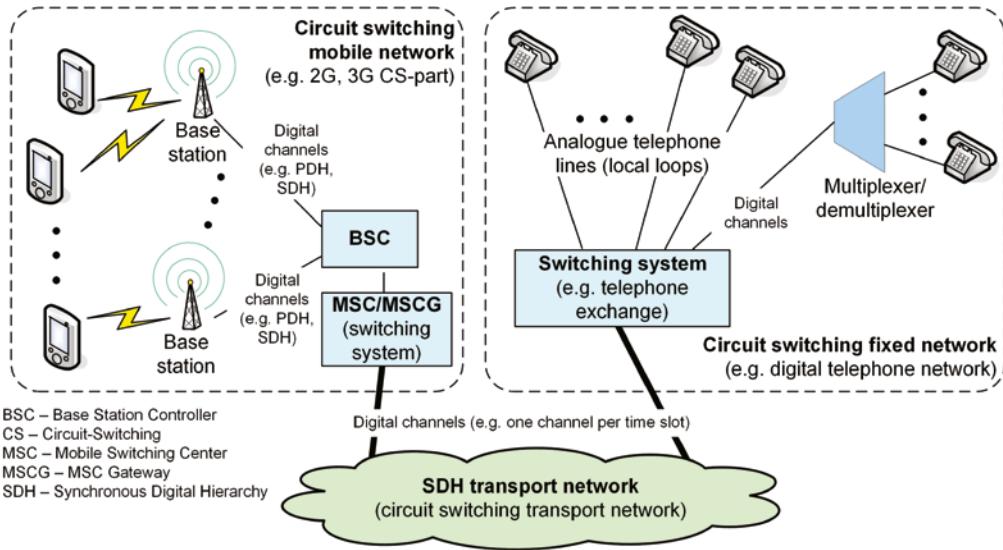 Circuit switching
mobile network
(e.g. 2G, 3G CS-part)
Base
station
Digital
channels
(e.g. PDH,
SDH)
BSC
Digital
channels
(e.g. PDH,
SDH)
Base
station
MSC/MSCG
(switching
system)
Analogue telephone
lines (local loops)
Digital
channels
Multiplexer/
demultiplexer
Switching system
(e.g. telephone
exchange)
Circuit switching fixed network
(e.g. digital telephone network)
BSC – Base Station Controller
CS – Circuit-Switching
MSC – Mobile Switching Center
MSCG – MSC Gateway
SDH – Synchronous Digital Hierarchy
Digital channels (e.g. one channel per time slot)
SDH transport network
(circuit switching transport network)